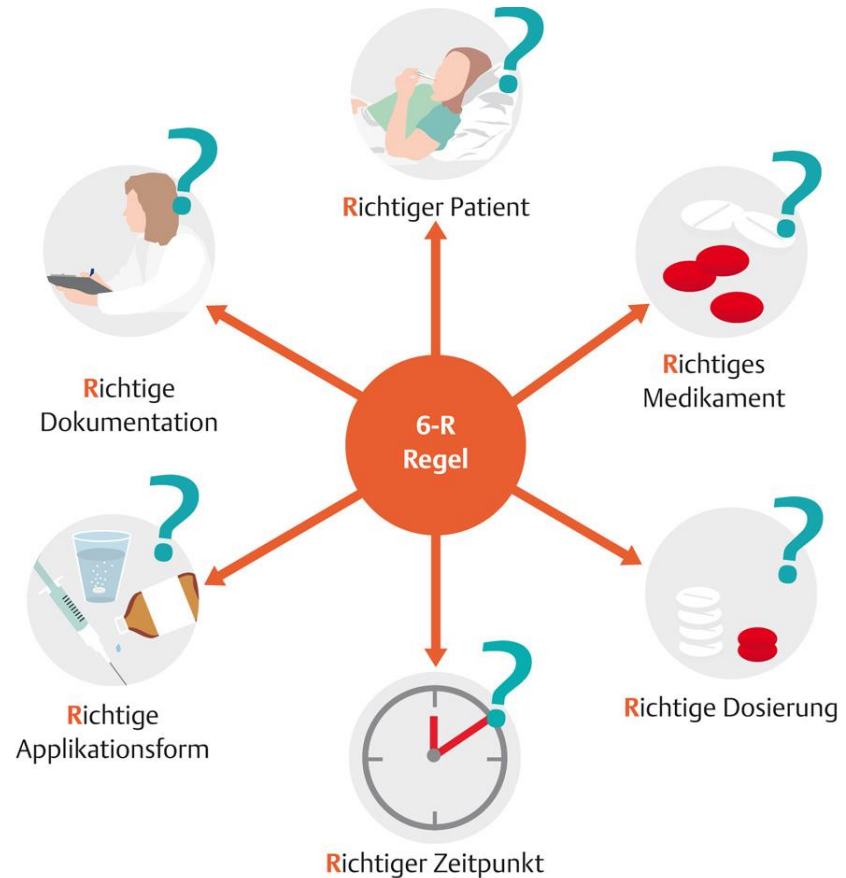 Richtiger Patient
Richtiges
Medikament
Richtige Dosierung
Richtiger Zeitpunkt
Richtige
Applikationsform
Richtige
Dokumentation
6-R
Regel
?
?
?
?
?
?